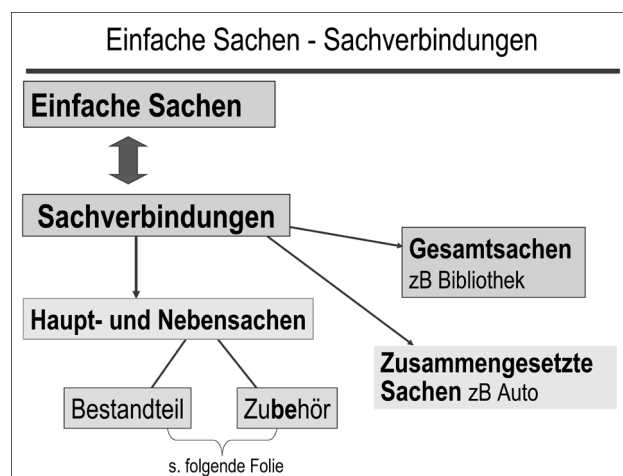 Einfache Sachen - Sachverbindungen
Einfache Sachen
Sachverbindungen
Gesamtsachen
zB Bibliothek
Haupt- und Nebensachen
Zusammengesetzte
Sachen zB Auto
Bestandteil
Zubehör
s. folgende Folie